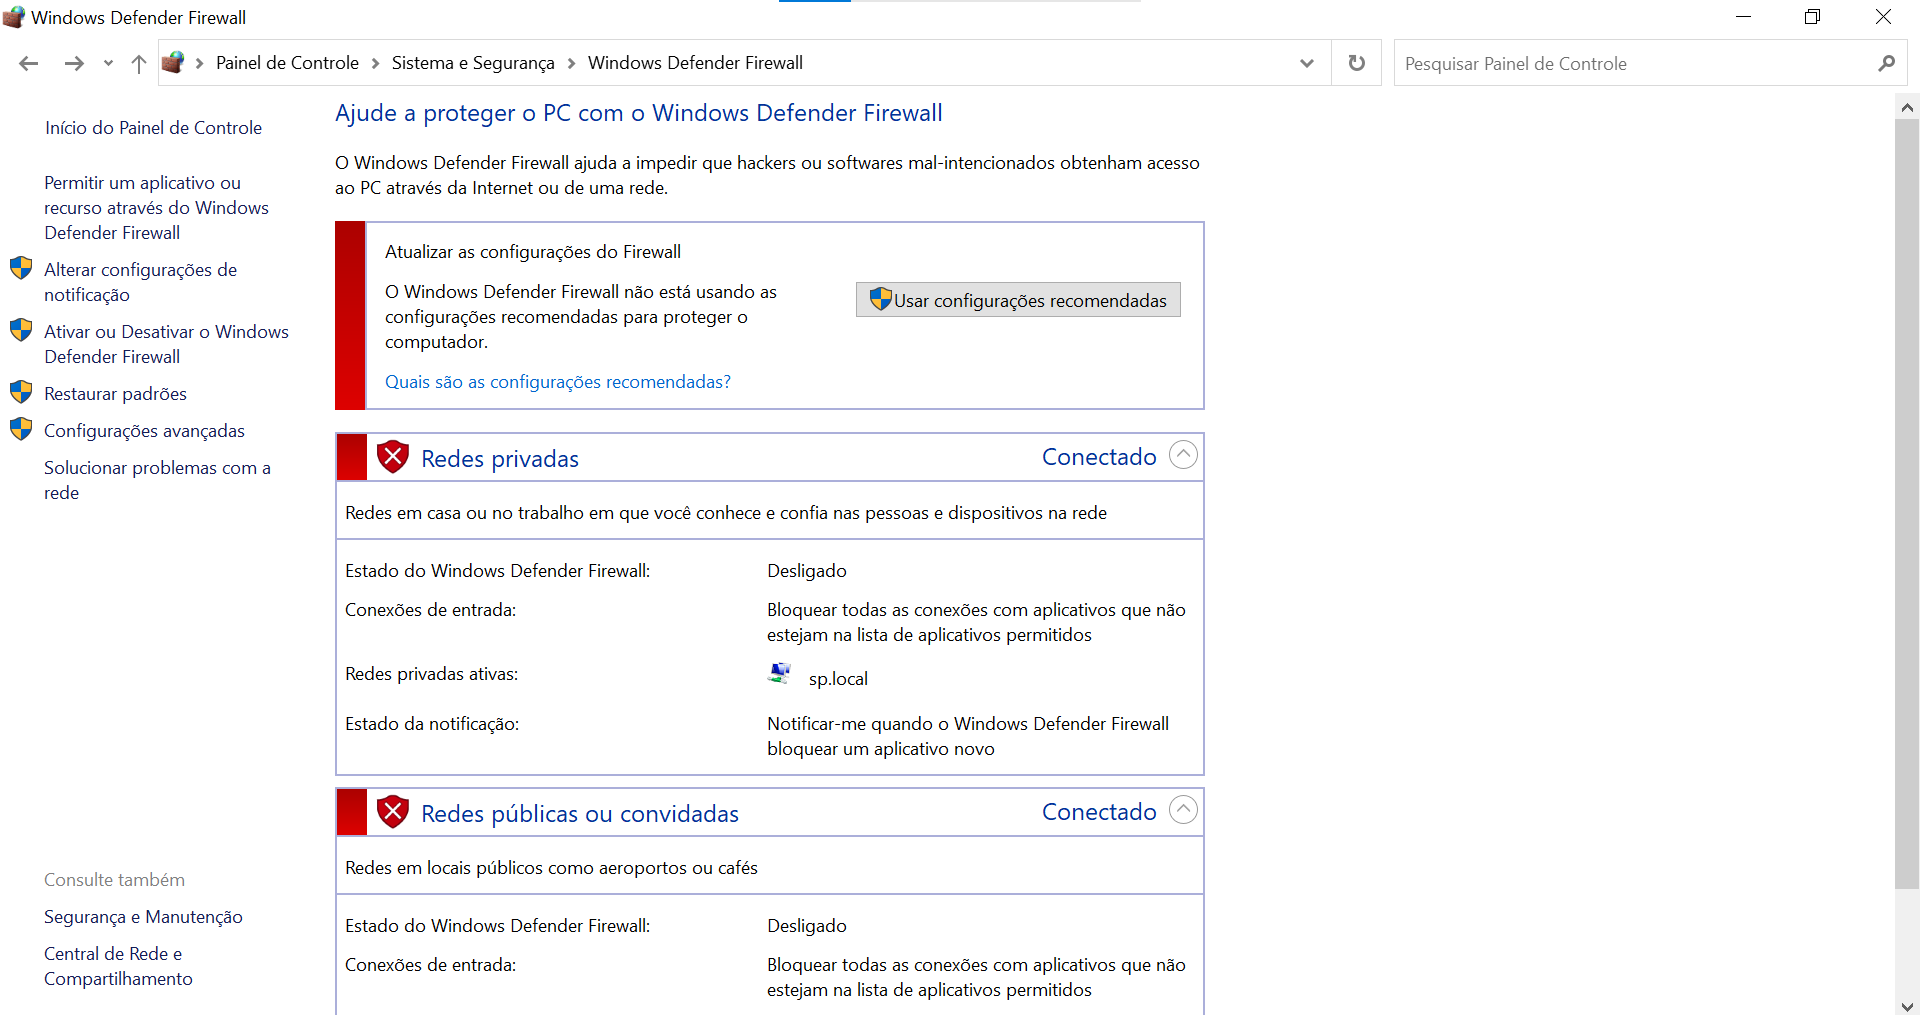 Windows Defender Firewall
Painel de Controle
Sistema e Segurança
Windows Defender Firewall
Pesquisar Painel de Controle
Início do Painel de Controle
Permitir um aplicativo ou
recurso através do Windows
Defender Firewall
Alterar configurações de
notificação
Ativar ou Desativar o Windows
Defender Firewall
Restaurar padrões
Configurações avançadas
Solucionar problemas com a
rede
Consulte também
Segurança e Manutenção
Central de Rede e
Compartilhamento
Ajude a proteger o PC com o Windows Defender Firewall
O Windows Defender Firewall ajuda a impedir que hackers ou softwares mal-intencionados obtenham acesso
ao PC através da Internet ou de uma rede.
Atualizar as configurações do Firewall
O Windows Defender Firewall não está usando as
configurações recomendadas para proteger o
computador.
Usar configurações recomendadas
Quais são as configurações recomendadas?
Redes privadas
Conectado
Redes em casa ou no trabalho em que você conhece e confia nas pessoas e dispositivos na rede
Estado do Windows Defender Firewall:
Desligado
Conexões de entrada:
Bloquear todas as conexões com aplicativos que não
estejam na lista de aplicativos permitidos
Redes privadas ativas:
sp.local
Estado da notificação:
Notificar-me quando o Windows Defender Firewall
bloquear um aplicativo novo
Redes públicas ou convidadas
Conectado
Redes em locais públicos como aeroportos ou cafés
Estado do Windows Defender Firewall:
Desligado
Conexões de entrada:
Bloquear todas as conexões com aplicativos que não
estejam na lista de aplicativos permitidos